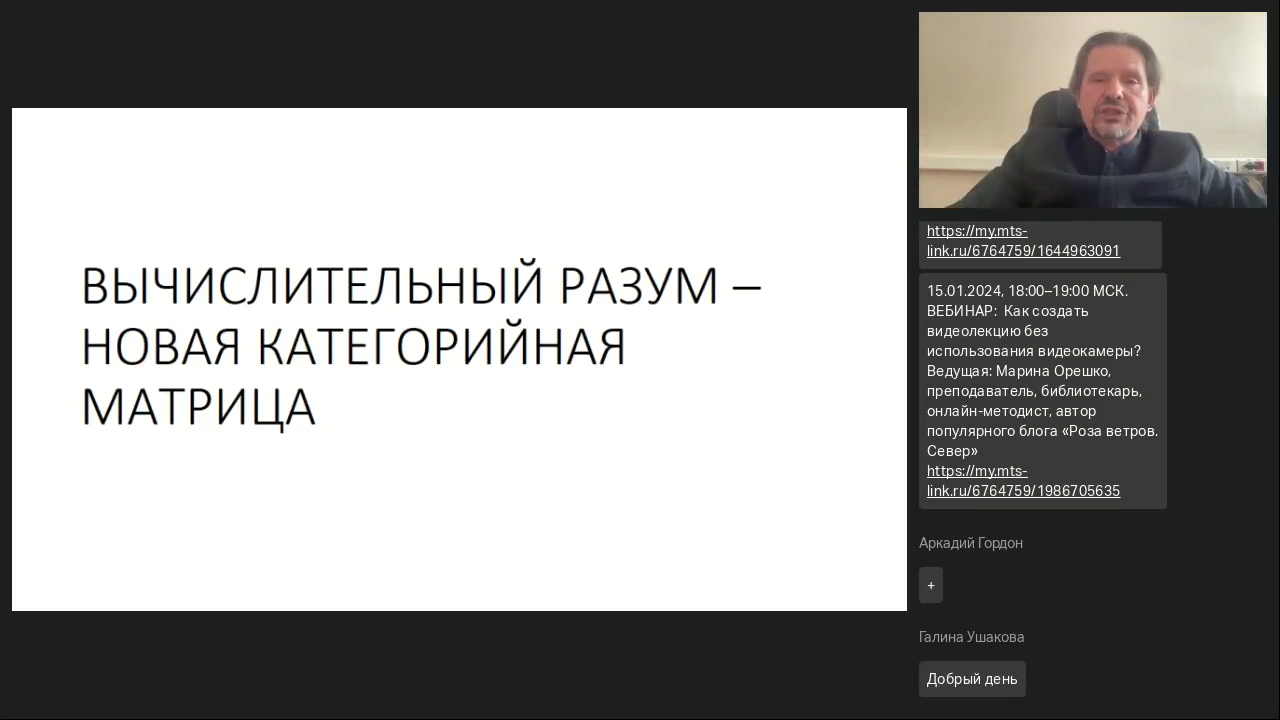 ВЫЧИСЛИТЕЛЬНЫЙ РАЗУМ –
НОВАЯ КАТЕГОРИЙНАЯ
МАТРИЦА
https://my.mts-
link.ru/6764759/1644963091
15.01.2024, 18:00–19:00 МСК.
ВЕБИНАР:  Как создать
видеолекцию без
использования видеокамеры?
Ведущая: Марина Орешко,
преподаватель, библиотекарь,
онлайн-методист, автор
популярного блога «Роза ветров.
Север»
https://my.mts-
link.ru/6764759/1986705635
Аркадий Гордон
+
Галина Ушакова
Добрый день